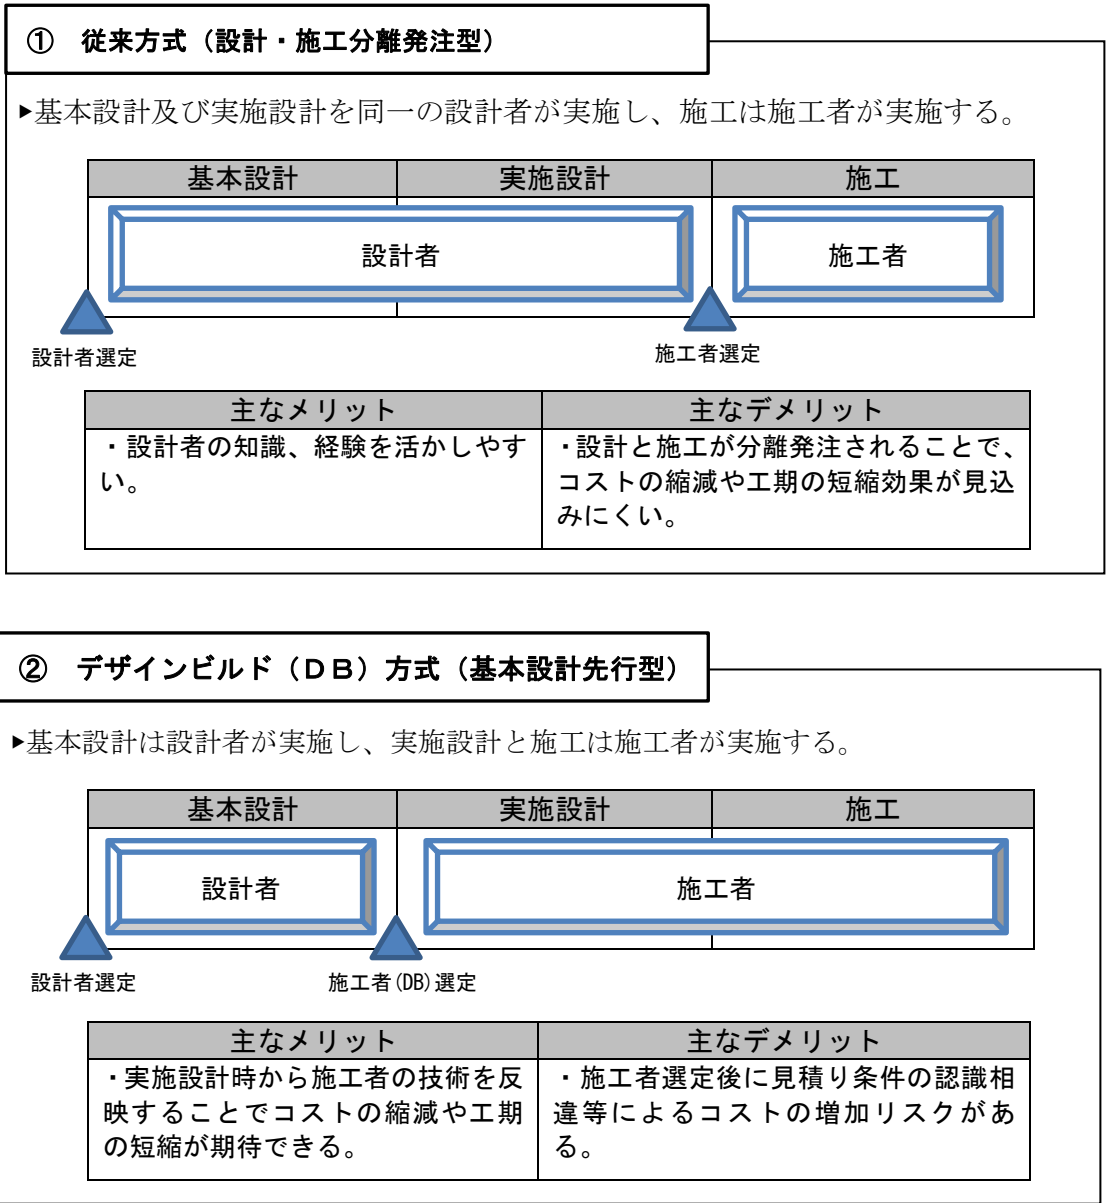 ①　従来方式（設計・施工分離発注型）
▶基本設計及び実施設計を同一の設計者が実施し、施工は施工者が実施する。
基本設計　実施設計　施工
設計者　施工者
設計者選定　施工者選定
主なメリット　主なデメリット
・設計者の知識、経験を活かしやす
い。
・設計と施工が分離発注されることで、
コストの縮減や工期の短縮効果が見込
みにくい。
②　デザインビルド（ＤＢ）方式（基本設計先行型）
▶基本設計は設計者が実施し、実施設計と施工は施工者が実施する。
基本設計　実施設計　施工
設計者　施工者
設計者選定　施工者(DB)選定
主なメリット　主なデメリット
・実施設計時から施工者の技術を反
映することでコストの縮減や工期
の短縮が期待できる。
・施工者選定後に見積り条件の認識相
違等によるコストの増加リスクがあ
る。